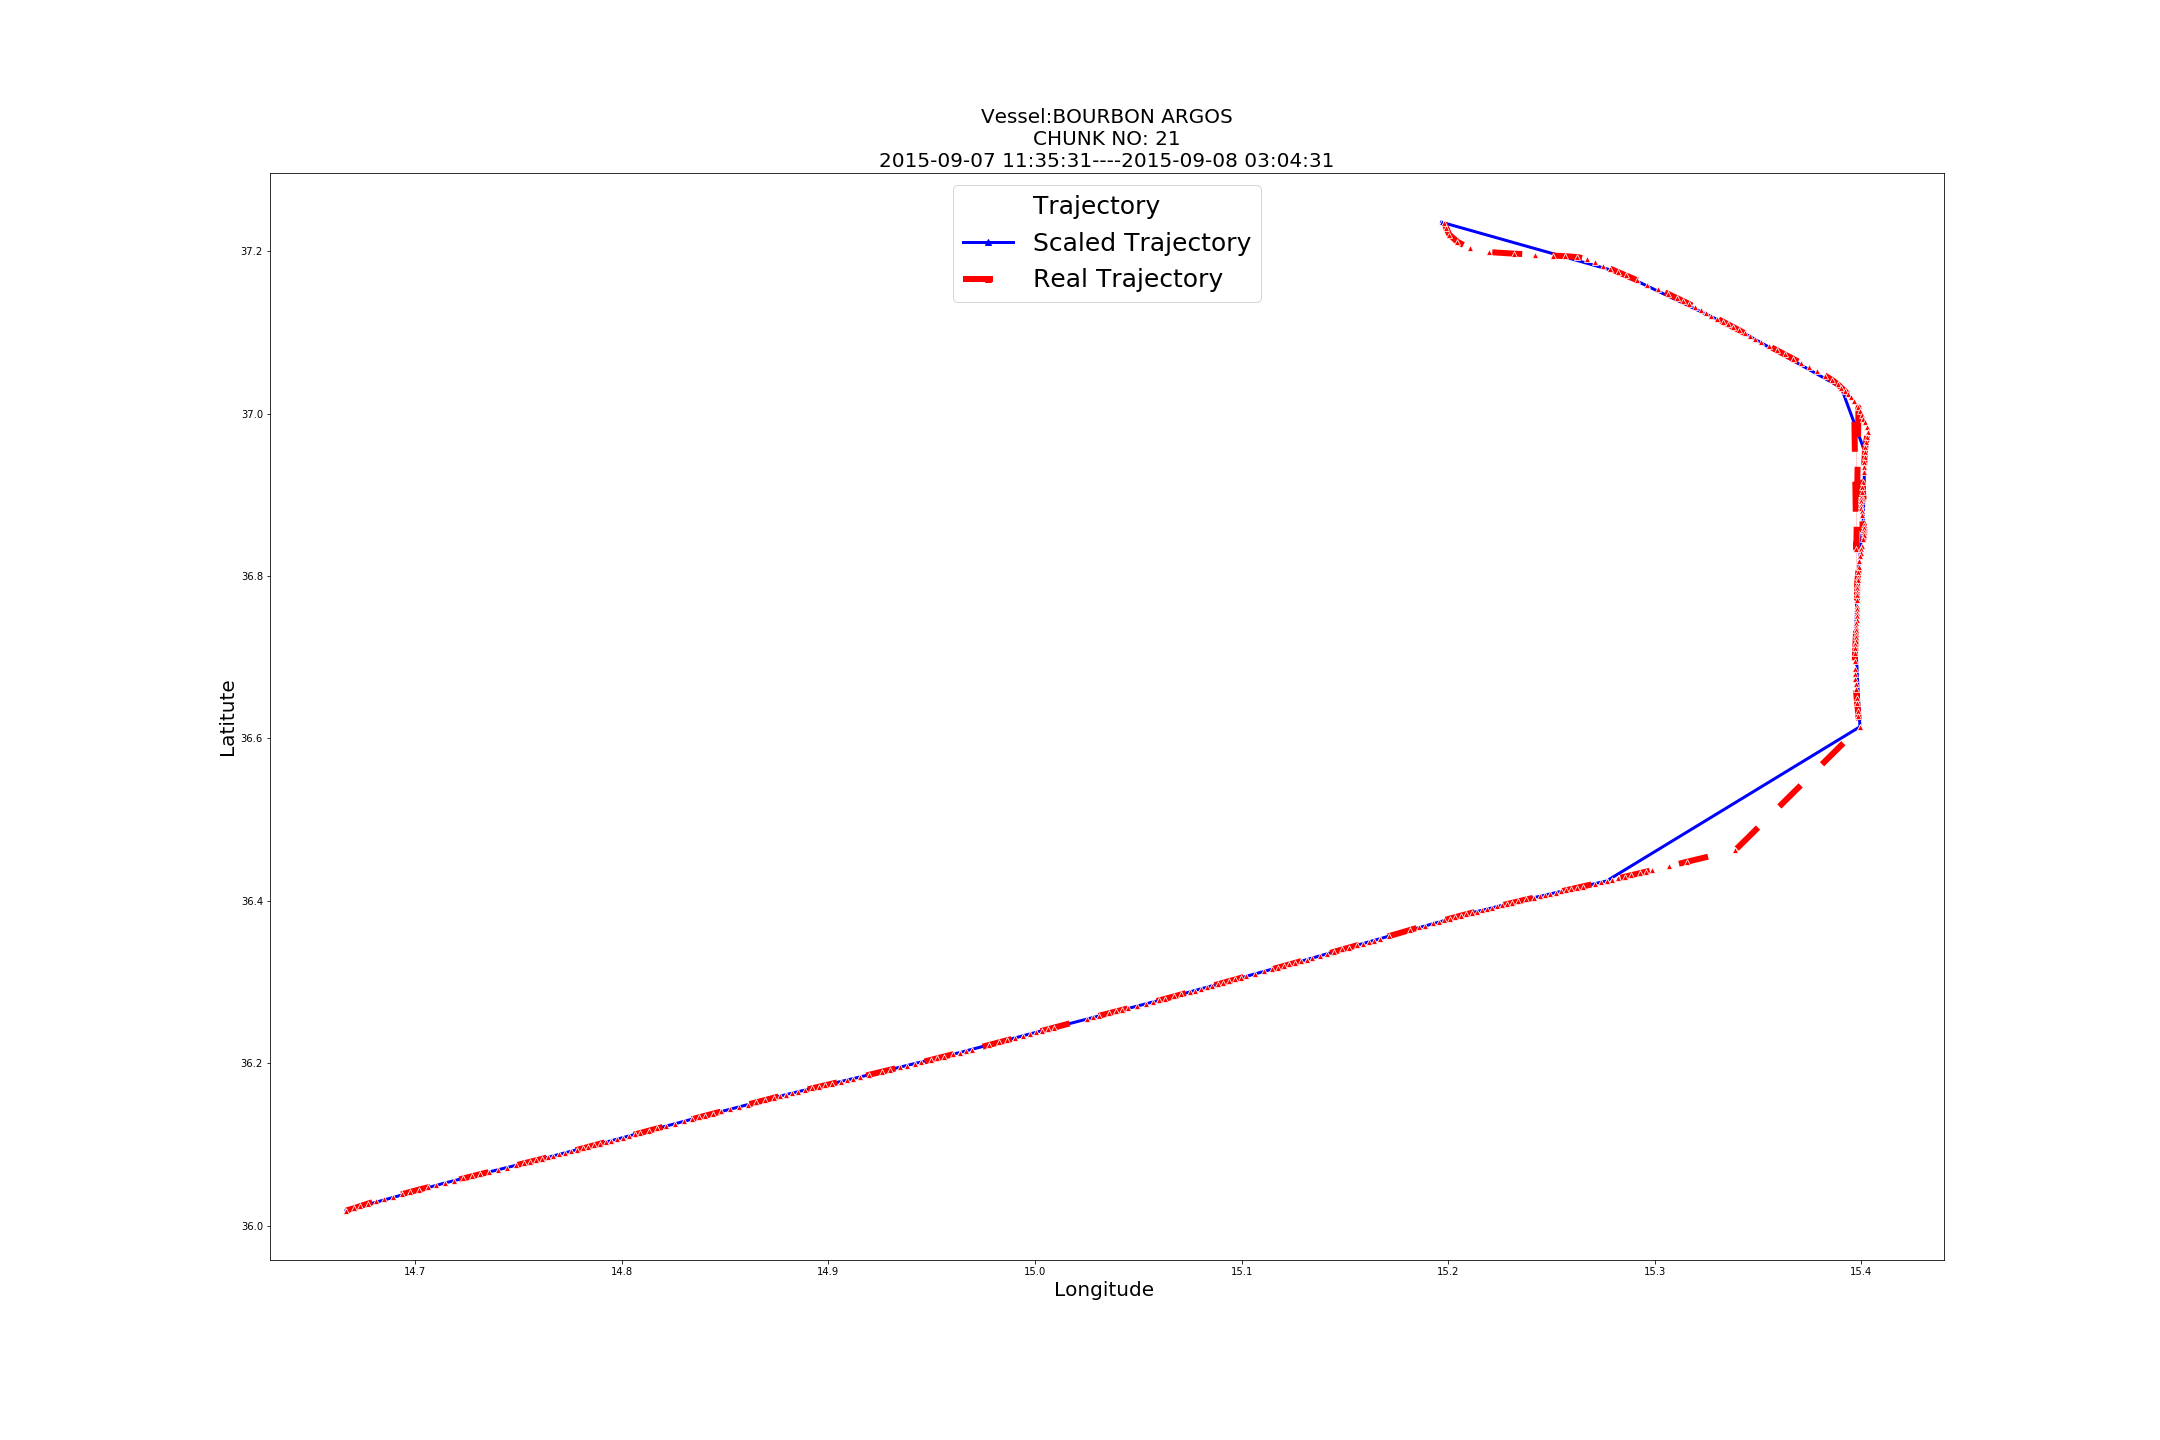 Vessel:BOURBON ARGOS
CHUNK NO: 21
2015-09-07 11:35:31----2015-09-08 03:04:31
Trajectory
Scaled Trajectory
Real Trajectory
37.2
37.0
36.8
36.6
36.4
36.2
36.0
Latitute
14.7 14.8 14.9 15.0 15.1 15.2 15.3 15.4
Longitude